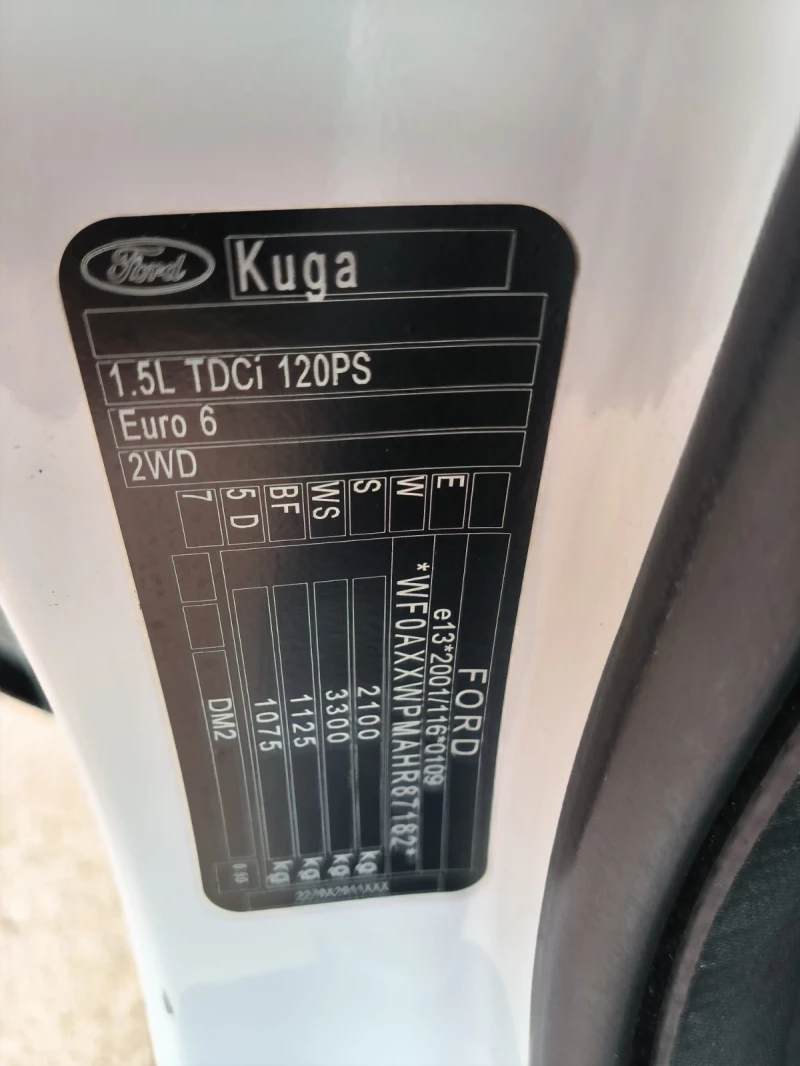 Ford
Kuga
1.5L TDCi 120PS
Euro 6
2WD
7
5 D
BF
WS
S
W
E
FORD
e13*2001/116*0109
*WF0AXXWPMAHR87182*
2100 kg
3300 kg
1125 kg
1075 kg
DM2